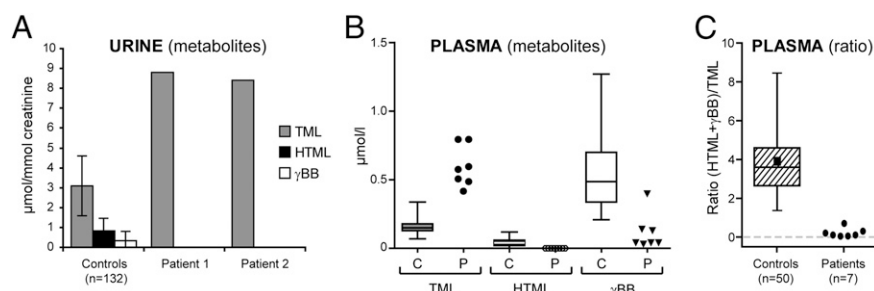 A
URINE (metabolites)
μmol/mmol creatinine
10
9
8
7
6
5
4
3
2
1
0
Controls
(n=132)
Patient 1
Patient 2
TML
HTML
γBB
B
PLASMA (metabolites)
μmol/l
1.5
1.0
0.5
0
C P C P C P
TML HTML γBB
C
PLASMA (ratio)
Ratio (HTML+γBB)/TML
10
8
6
4
2
0
Controls
(n=50)
Patients
(n=7)